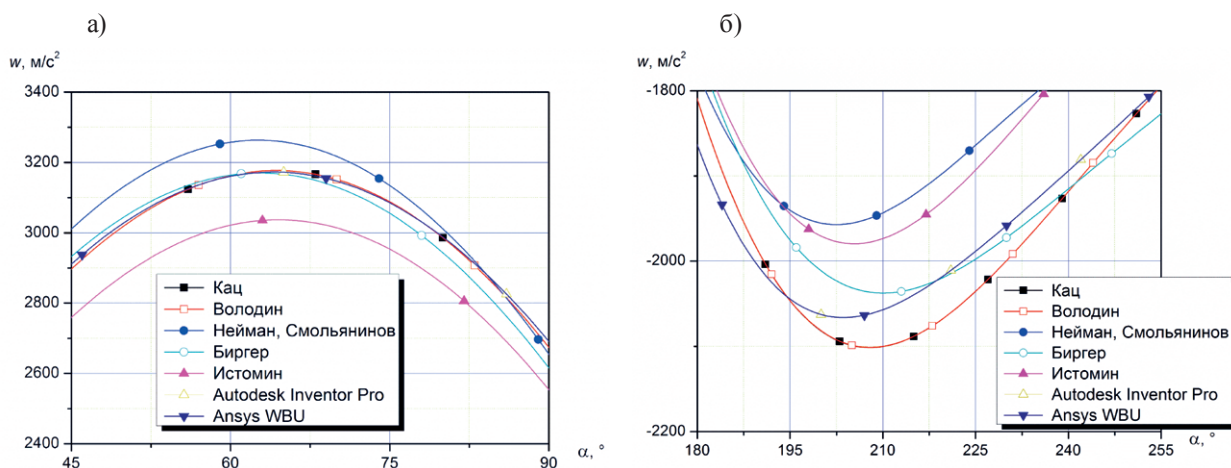 а)
w, м/с²
3400
3200
3000
2800
2600
2400
45
60
75
90
α, °
Кац
Володин
Нейман, Смольянинов
Биргер
Истомин
Autodesk Inventor Pro
Ansys WBU
б)
w, м/с²
-1800
-2000
-2200
180
195
210
225
240
255
α, °
Кац
Володин
Нейман, Смольянинов
Биргер
Истомин
Autodesk Inventor Pro
Ansys WBU